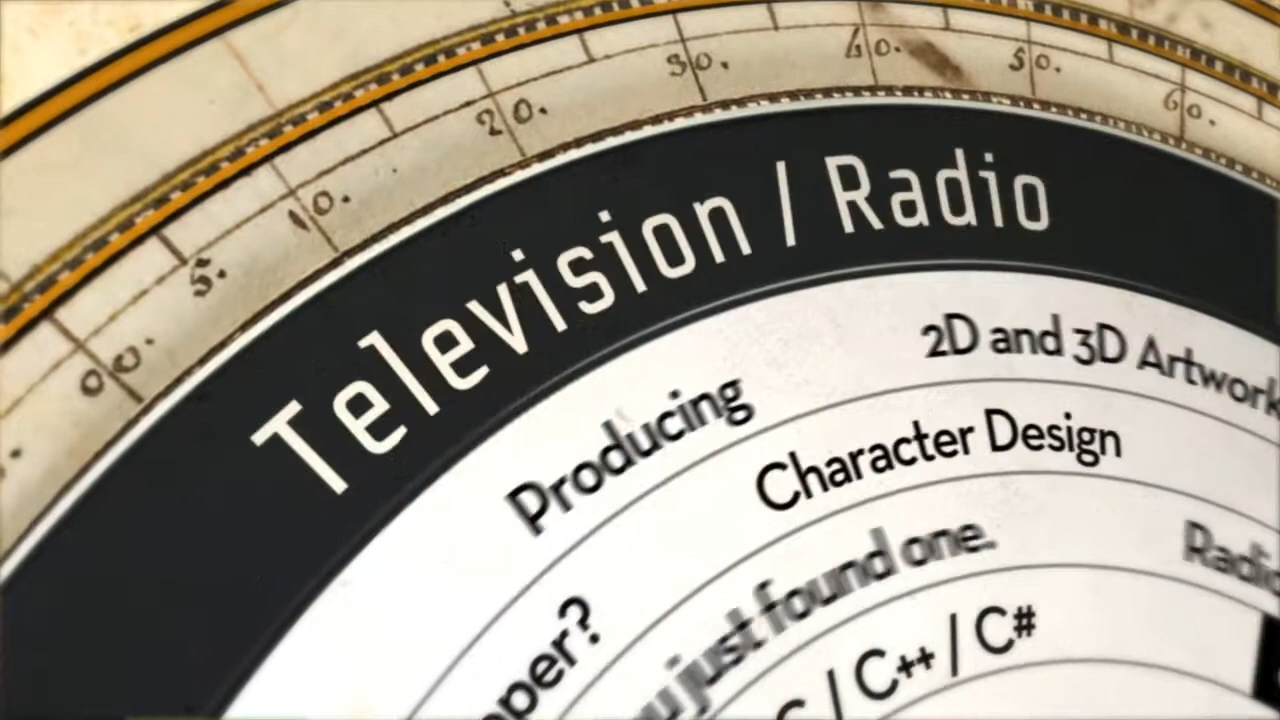 00. 5. 10. 20. 30. 40. 50. 60.
Television / Radio
Producing 2D and 3D Artwork
Character Design
just found one.
C / C++ / C#